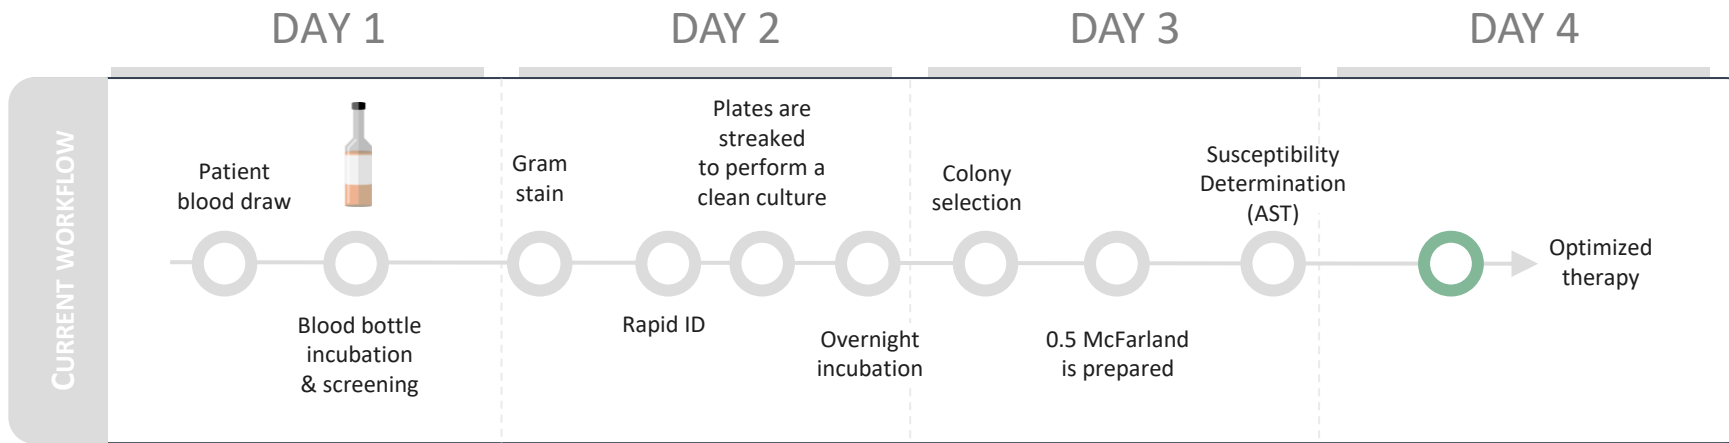 DAY 1
DAY 2
DAY 3
DAY 4
CURRENT WORKFLOW
Patient
blood draw
Blood bottle
incubation
& screening
Gram
stain
Rapid ID
Plates are
streaked
to perform a
clean culture
Overnight
incubation
Colony
selection
0.5 McFarland
is prepared
Susceptibility
Determination
(AST)
Optimized
therapy